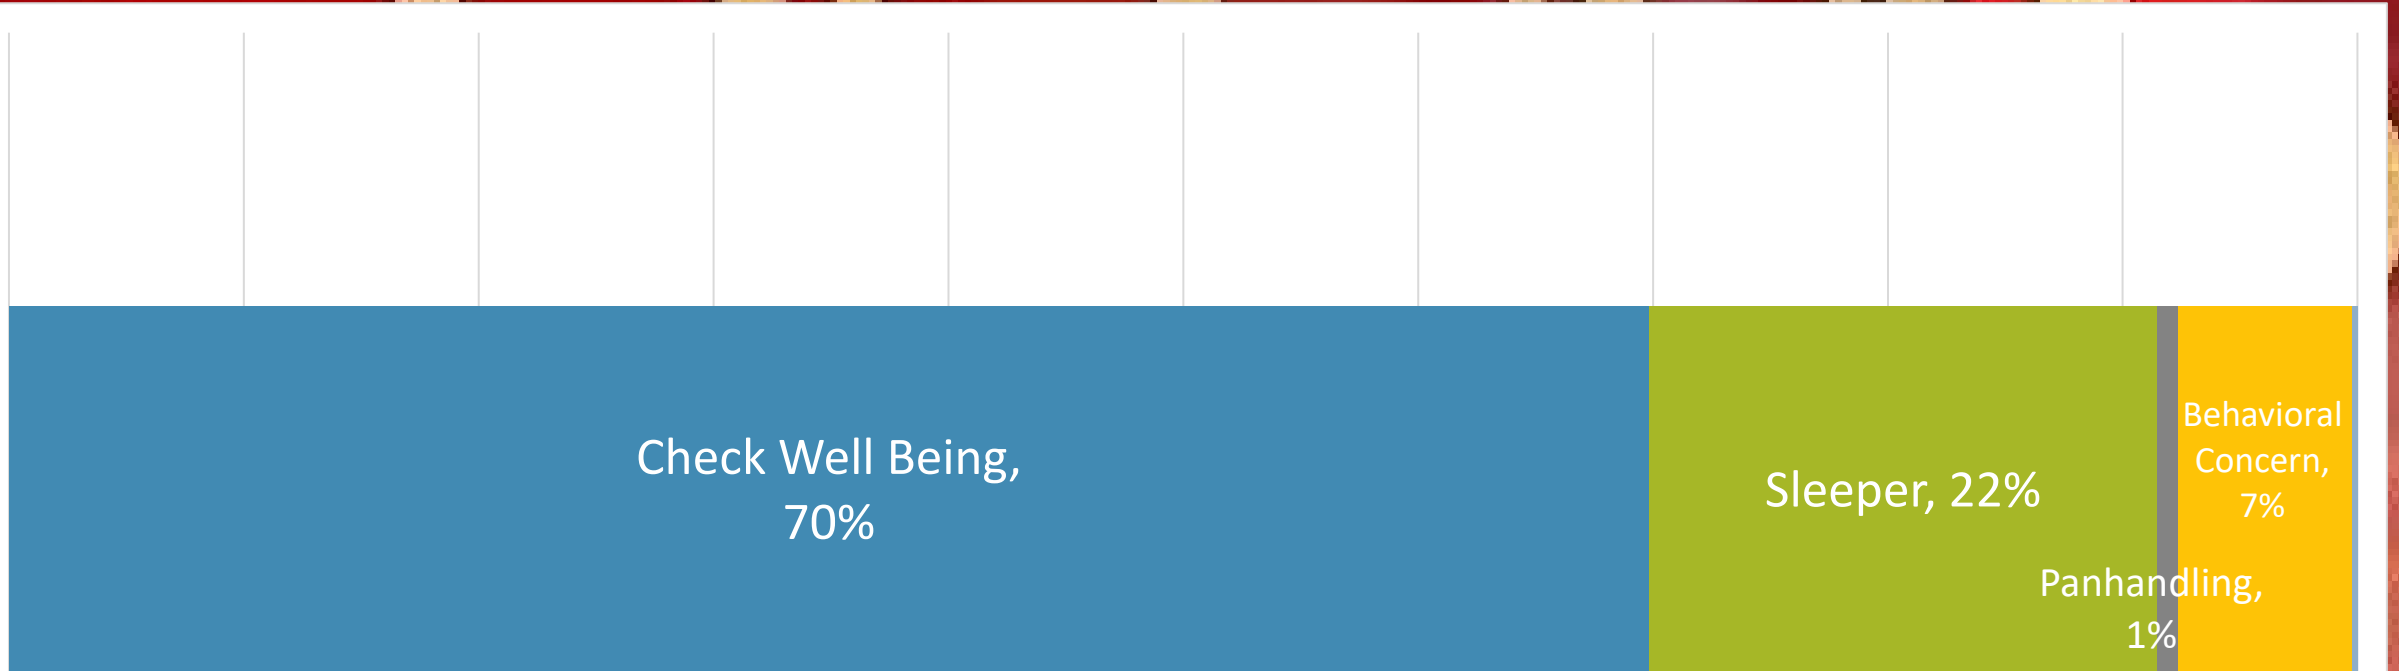 Check Well Being,
70%
Sleeper, 22%
Panhandling,
1%
Behavioral
Concern,
7%